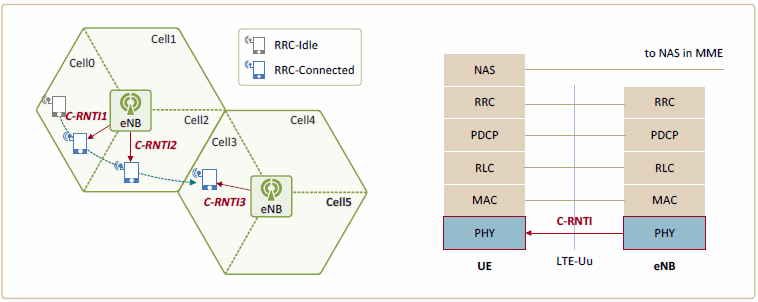 Cell1
Cell0
RRC-Idle
RRC-Connected
C-RNTI1
eNB
Cell2
C-RNTI2
Cell4
Cell3
C-RNTI3
eNB
Cell5
to NAS in MME
NAS
RRC
RRC
PDCP
PDCP
RLC
RLC
MAC
MAC
C-RNTI
PHY
PHY
UE
LTE-Uu
eNB